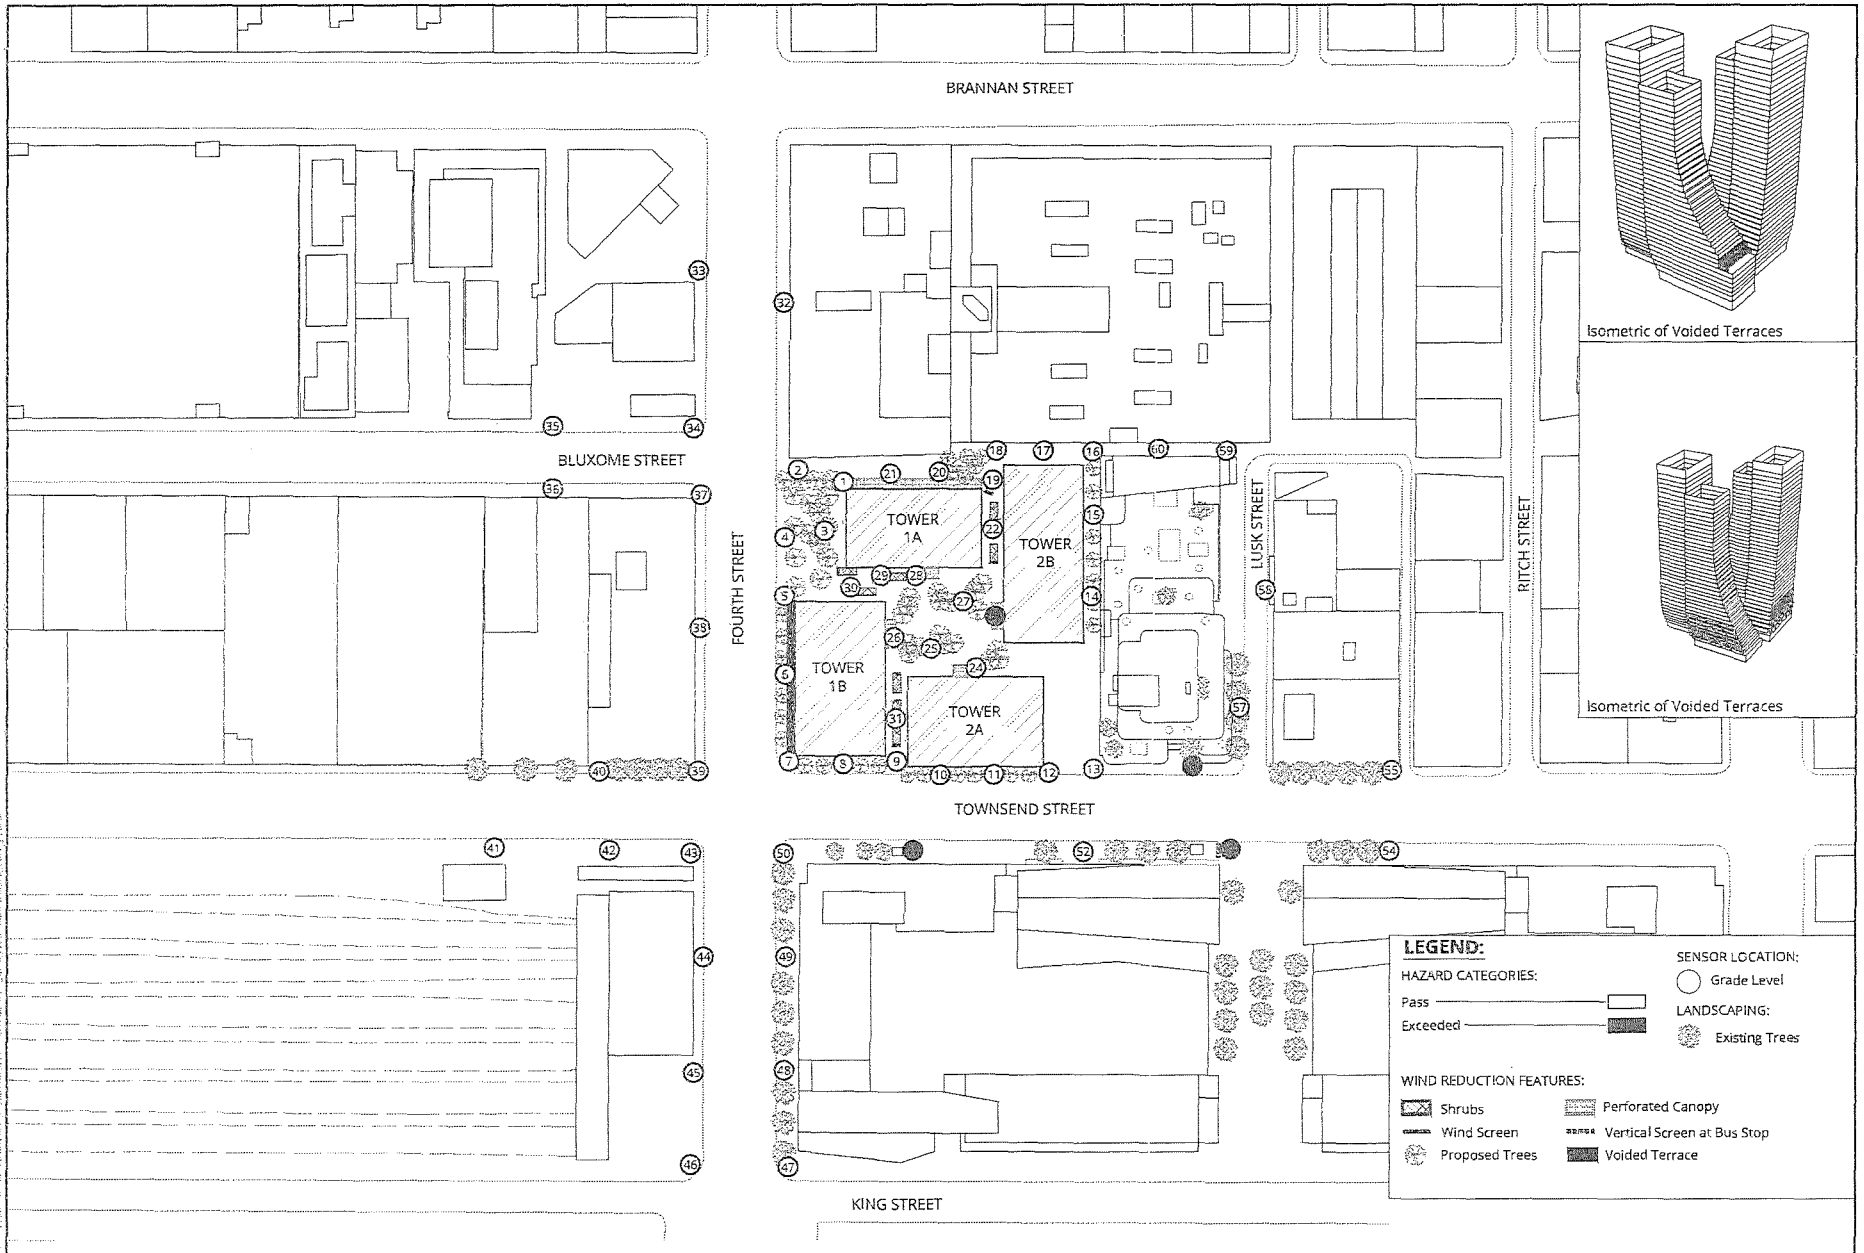 BRANNAN STREET
Isometric of Voided Terraces
33
32
35
34
BLUXOME STREET
18
17
16
60
59
2
21
20
1
19
36
37
TOWER
1A
3
4
22
15
TOWER
2B
FOURTH STREET
LUSK STREET
RITCH STREET
29
28
30
5
27
14
58
38
26
25
TOWER
1B
6
24
31
TOWER
2A
57
Isometric of Voided Terraces
7
8
9
10
11
12
13
40
39
55
TOWNSEND STREET
41
42
43
50
52
54
44
49
45
48
46
47
KING STREET
LEGEND:
HAZARD CATEGORIES:
Pass
Exceeded
SENSOR LOCATION:
Grade Level
LANDSCAPING:
Existing Trees
WIND REDUCTION FEATURES:
Shrubs
Perforated Canopy
Wind Screen
Vertical Screen at Bus Stop
Proposed Trees
Voided Terrace